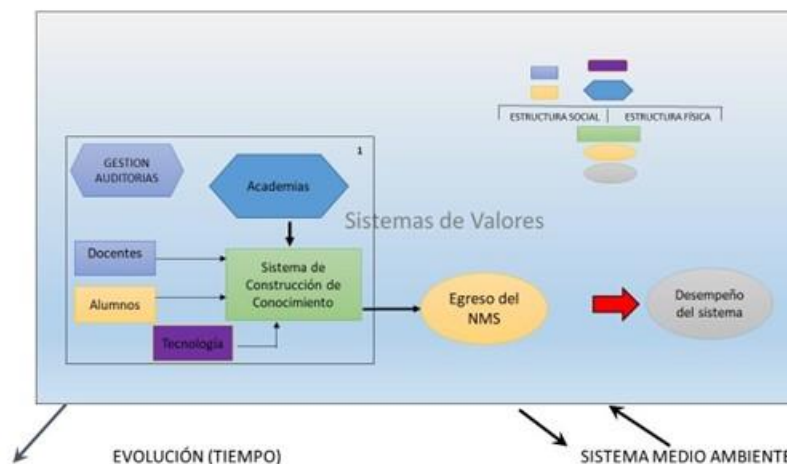 ESTRUCTURA SOCIAL
ESTRUCTURA FÍSICA
1
GESTION
AUDITORIAS
Academias
Sistemas de Valores
Docentes
Sistema de
Construcción de
Conocimiento
Alumnos
Tecnología
Egreso del
NMS
Desempeño
del sistema
EVOLUCIÓN (TIEMPO)
SISTEMA MEDIO AMBIENTE